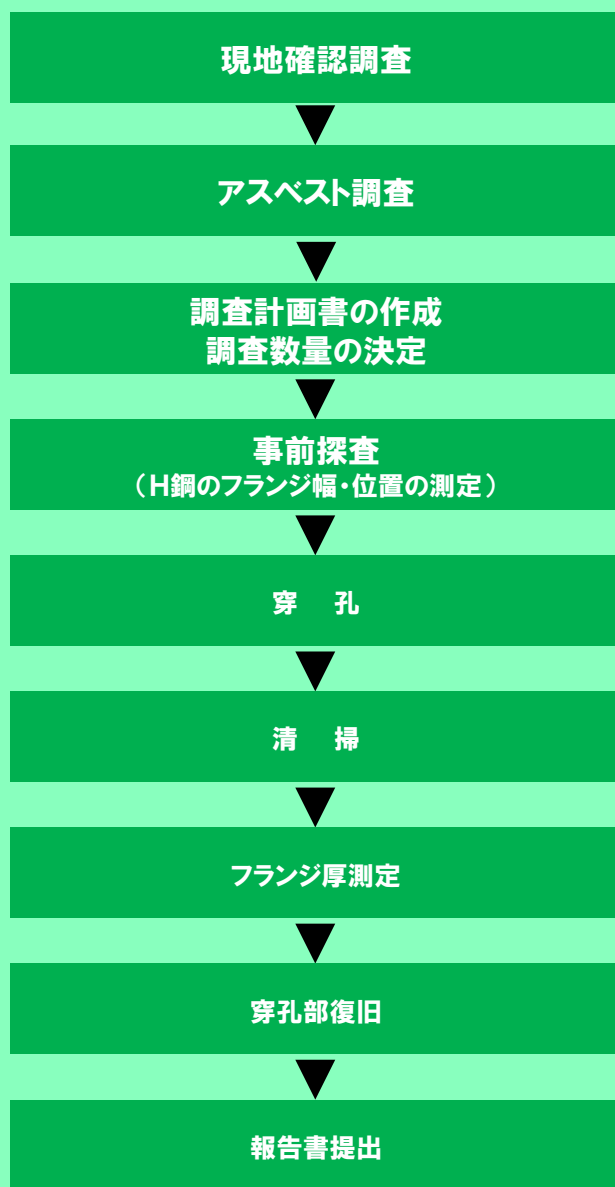 現地確認調査
アスベスト調査
調査計画書の作成
調査数量の決定
事前探査
（H鋼のフランジ幅・位置の測定）
穿　孔
清　掃
フランジ厚測定
穿孔部復旧
報告書提出